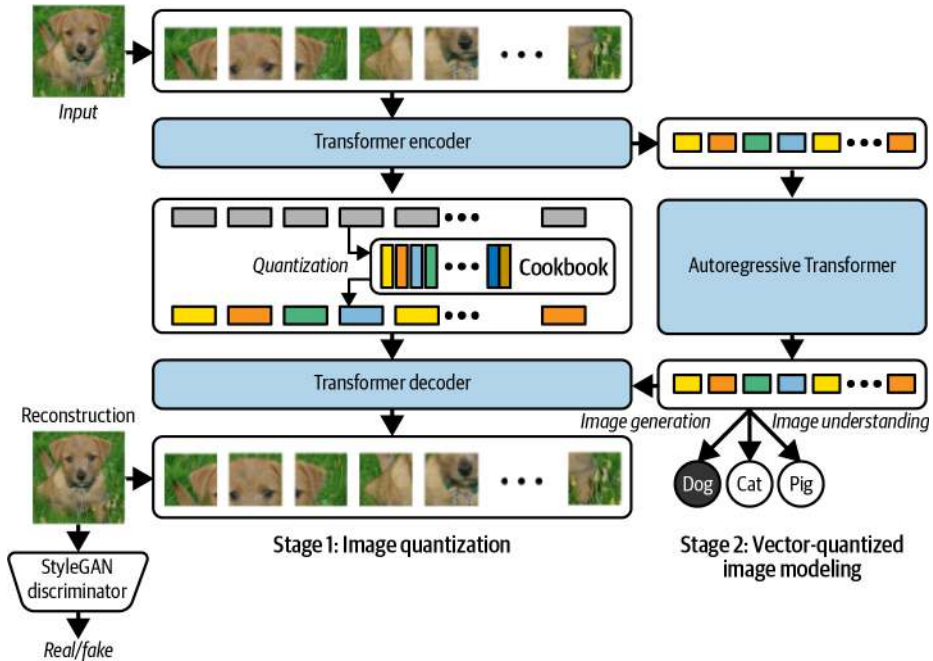 Input
Transformer encoder
Quantization
Cookbook
Autoregressive Transformer
Transformer decoder
Reconstruction
Image generation
Image understanding
Dog
Cat
Pig
Stage 1: Image quantization
Stage 2: Vector-quantized
image modeling
StyleGAN
discriminator
Real/fake